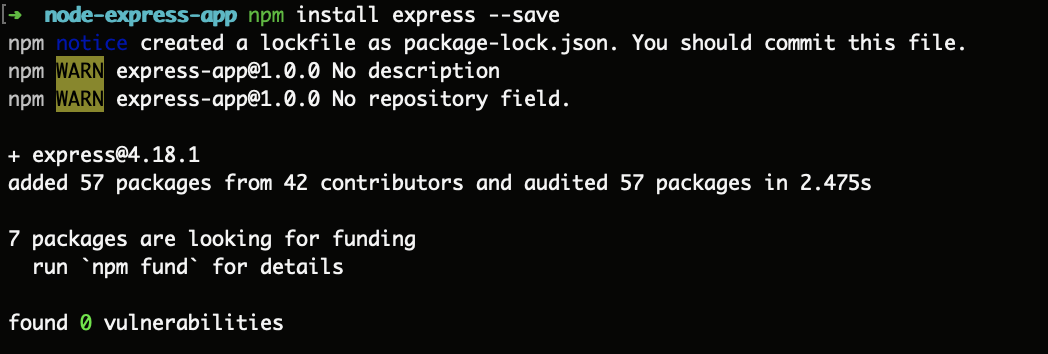 [➜  node-express-app npm install express --save
npm notice created a lockfile as package-lock.json. You should commit this file.
npm WARN express-app@1.0.0 No description
npm WARN express-app@1.0.0 No repository field.

+ express@4.18.1
added 57 packages from 42 contributors and audited 57 packages in 2.475s

7 packages are looking for funding
  run `npm fund` for details

found 0 vulnerabilities